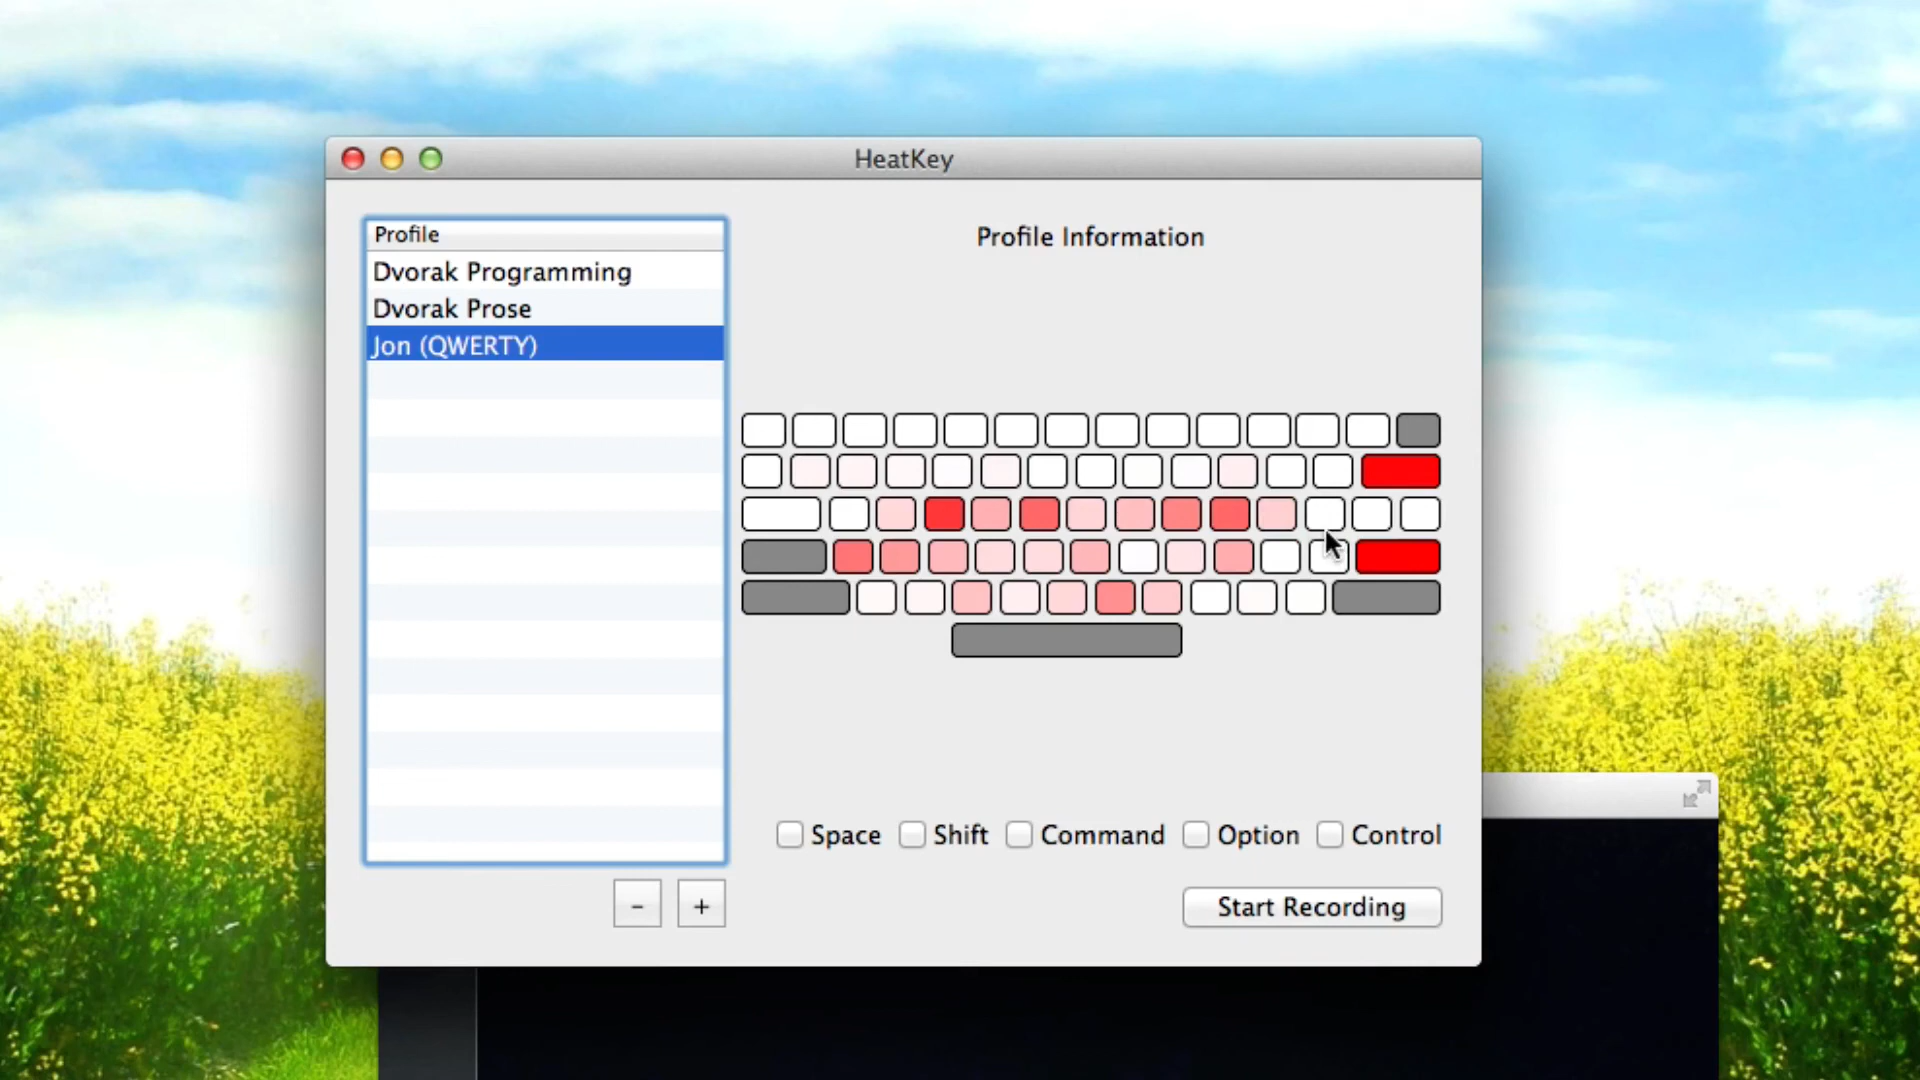 HeatKey
Profile
Profile Information
Dvorak Programming
Dvorak Prose
Jon (QWERTY)
Space Shift Command Option Control
- +
Start Recording